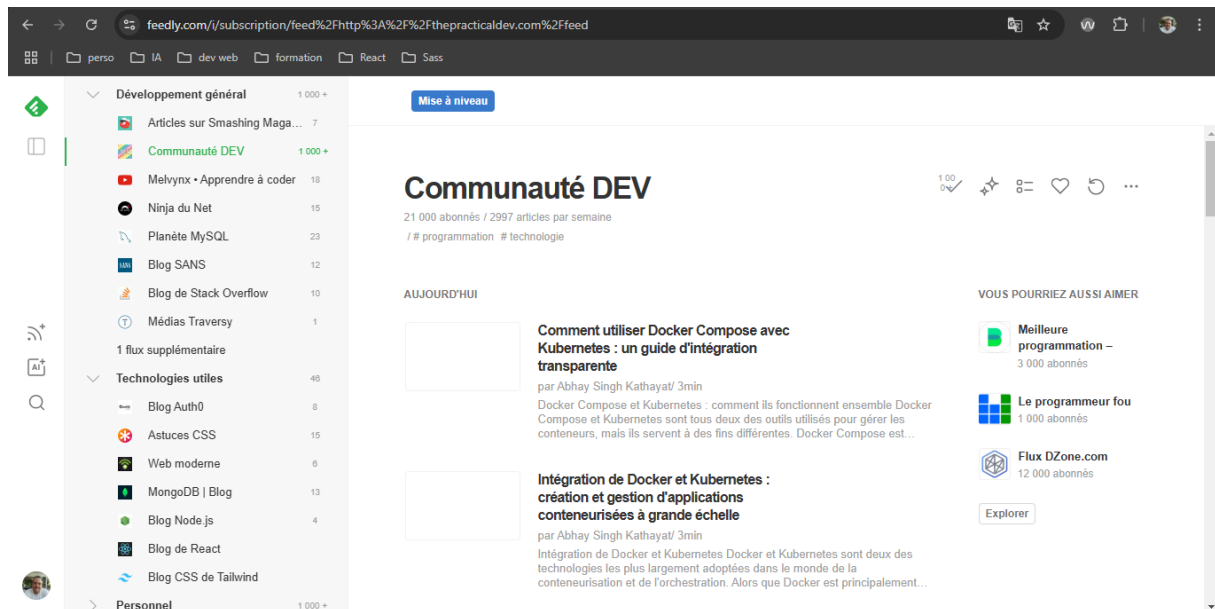 feedly.com/i/subscription/feed%2Fhttp%3A%2F%2Fthepracticaldev.com%2Ffeed
perso IA dev web formation React Sass
Développement général 1 000 +
Articles sur Smashing Maga... 7
Communauté DEV 1 000 +
Melvynx • Apprendre à coder 18
Ninja du Net 15
Planète MySQL 23
Blog SANS 12
Blog de Stack Overflow 10
Médias Traversy 1
1 flux supplémentaire
Technologies utiles 46
Blog Auth0 8
Astuces CSS 15
Web moderne 6
MongoDB | Blog 13
Blog Node.js 4
Blog de React
Blog CSS de Tailwind
Personnel 1 000 +
AI
Mise à niveau
Communauté DEV
21 000 abonnés / 2997 articles par semaine
/ # programmation # technologie
AUJOURD'HUI
Comment utiliser Docker Compose avec
Kubernetes : un guide d'intégration
transparente
par Abhay Singh Kathayat/ 3min
Docker Compose et Kubernetes : comment ils fonctionnent ensemble Docker
Compose et Kubernetes sont tous deux des outils utilisés pour gérer les
conteneurs, mais ils servent à des fins différentes. Docker Compose est...
Intégration de Docker et Kubernetes :
création et gestion d'applications
conteneurisées à grande échelle
par Abhay Singh Kathayat/ 3min
Intégration de Docker et Kubernetes Docker et Kubernetes sont deux des
technologies les plus largement adoptées dans le monde de la
conteneurisation et de l'orchestration. Alors que Docker est principalement...
VOUS POURRIEZ AUSSI AIMER
Meilleure
programmation –
3 000 abonnés
Le programmeur fou
1 000 abonnés
Flux DZone.com
12 000 abonnés
Explorer